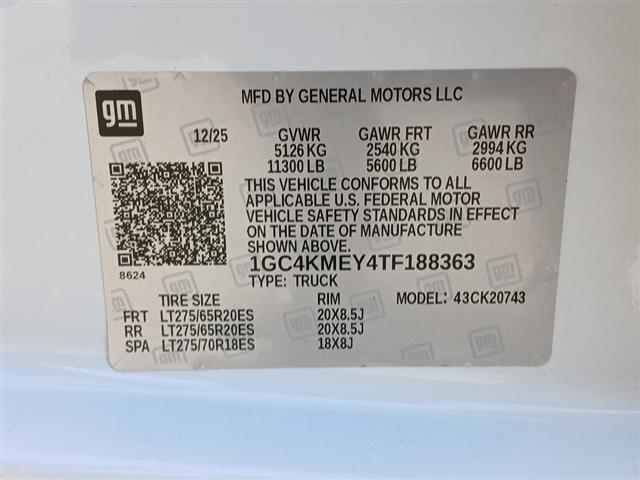 gm
MFD BY GENERAL MOTORS LLC
12/25 GVWR GAWR FRT GAWR RR
5126 KG 2540 KG 2994 KG
11300 LB 5600 LB 6600 LB
THIS VEHICLE CONFORMS TO ALL
APPLICABLE U.S. FEDERAL MOTOR
VEHICLE SAFETY STANDARDS IN EFFECT
ON THE DATE OF MANUFACTURE
SHOWN ABOVE.
8624
1GC4KMEY4TF188363
TYPE: TRUCK
TIRE SIZE RIM MODEL: 43CK20743
FRT LT275/65R20ES 20X8.5J
RR LT275/65R20ES 20X8.5J
SPA LT275/70R18ES 18X8J